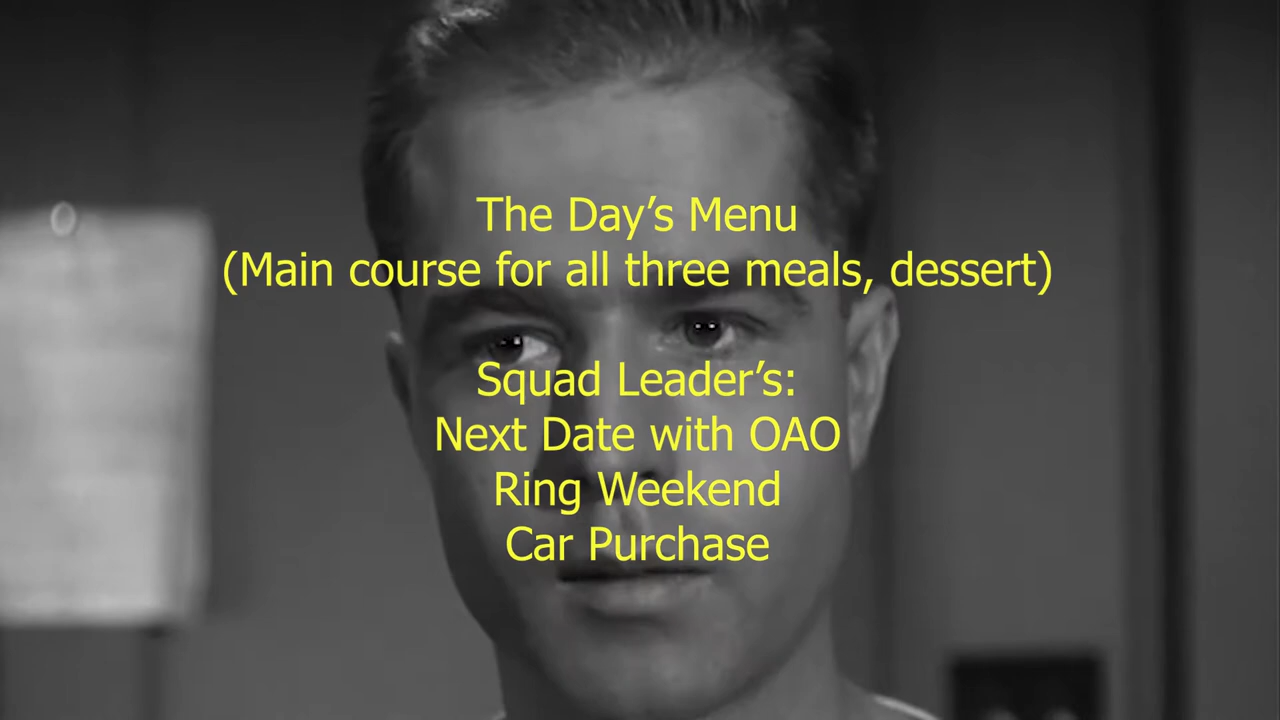 The Day’s Menu
(Main course for all three meals, dessert)
Squad Leader’s:
Next Date with OAO
Ring Weekend
Car Purchase